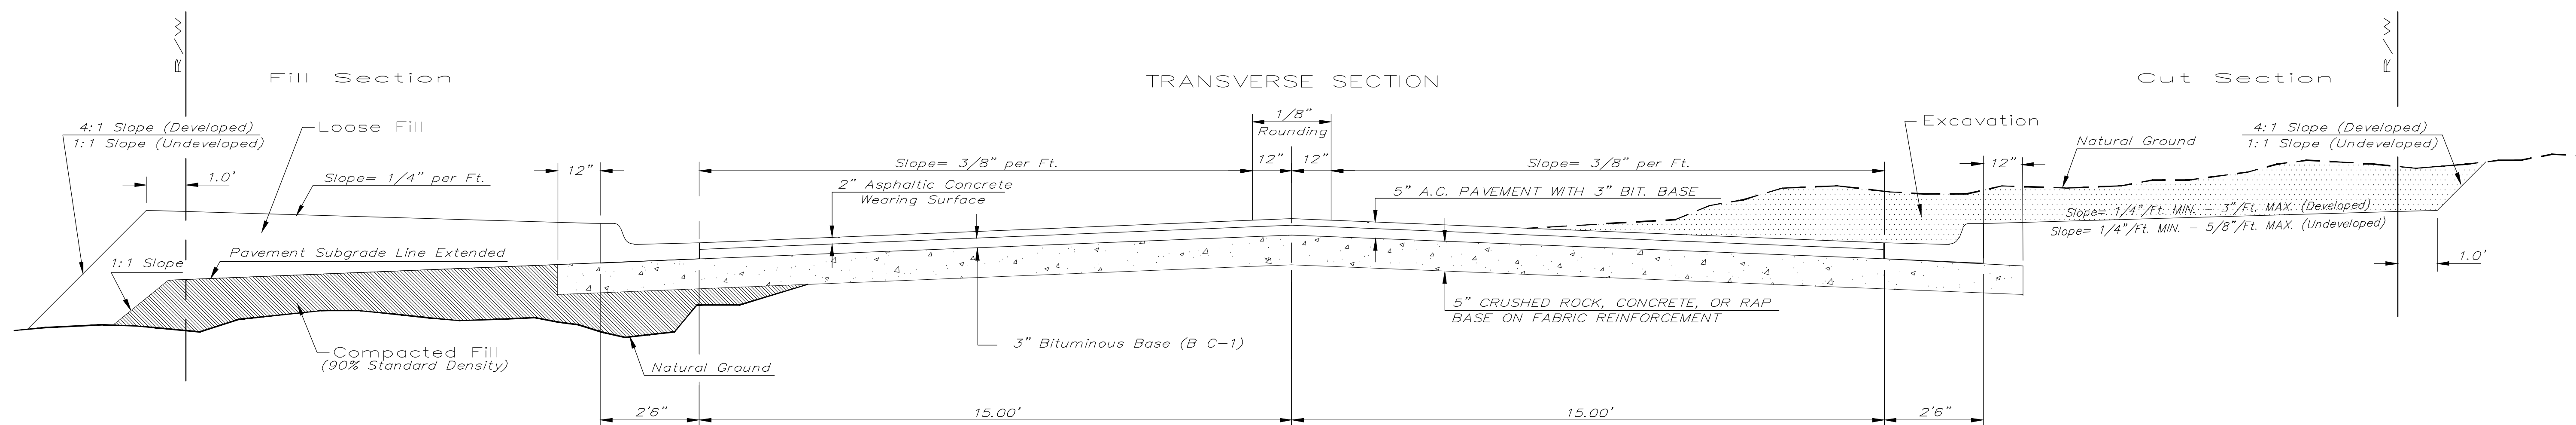 R/W
Fill Section
TRANSVERSE SECTION
Cut Section
R/W
4:1 Slope (Developed)
1:1 Slope (Undeveloped)
Loose Fill
1/8"
Rounding
Excavation
Natural Ground
4:1 Slope (Developed)
1:1 Slope (Undeveloped)
12"
Slope= 3/8" per Ft.
12"
12"
Slope= 3/8" per Ft.
12"
1.0'
Slope= 1/4" per Ft.
2" Asphaltic Concrete
Wearing Surface
5" A.C. PAVEMENT WITH 3" BIT. BASE
Slope= 1/4"/Ft. MIN. - 3"/Ft. MAX. (Developed)
Slope= 1/4"/Ft. MIN. - 5/8"/Ft. MAX. (Undeveloped)
Pavement Subgrade Line Extended
1:1 Slope
1.0'
5" CRUSHED ROCK, CONCRETE, OR RAP
BASE ON FABRIC REINFORCEMENT
3" Bituminous Base (B C-1)
Compacted Fill
(90% Standard Density)
Natural Ground
2'6"
15.00'
15.00'
2'6"